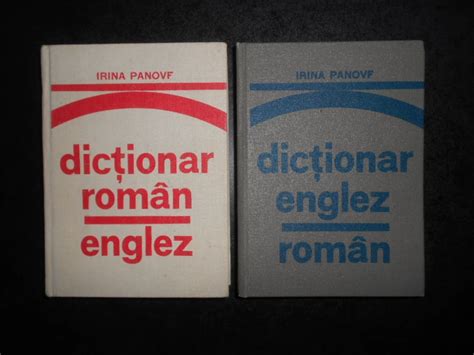 IRINA PANOVF
dicționar
român
englez
IRINA PANOVF
dicționar
englez
român